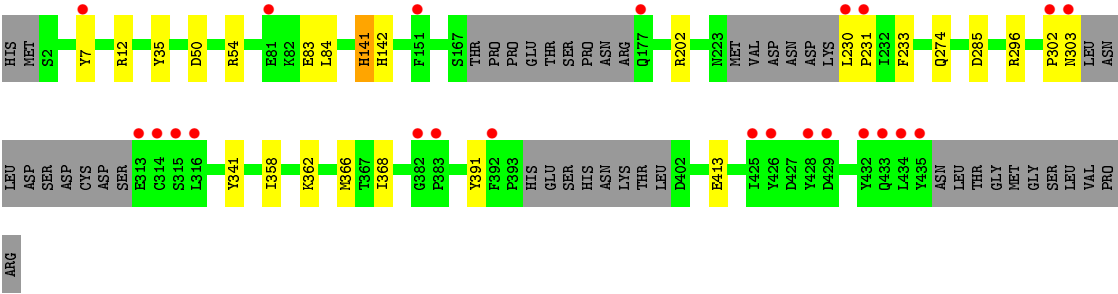 HIS MET S2 Y7 R12 Y35 D50 R54 E81 K82 E83 L84 H141 H142 F151 S167 THR PRO PRO GLU THR SER PRO ASN ARG Q177 R202 N223 MET VAL ASP ASN ASP LYS L230 P231 I232 F233 Q274 D285 R296 P302 N303 LEU ASN
LEU ASP SER ASP CYS ASP SER E313 C314 S315 L316 Y341 I358 K362 M366 T367 I368 G382 P383 Y391 F392 P393 HIS GLU SER HIS ASN LYS THR LEU D402 E413 I425 Y426 D427 Y428 D429 Y432 Q433 L434 Y435 ASN LEU THR GLY MET GLY SER LEU VAL PRO
ARG